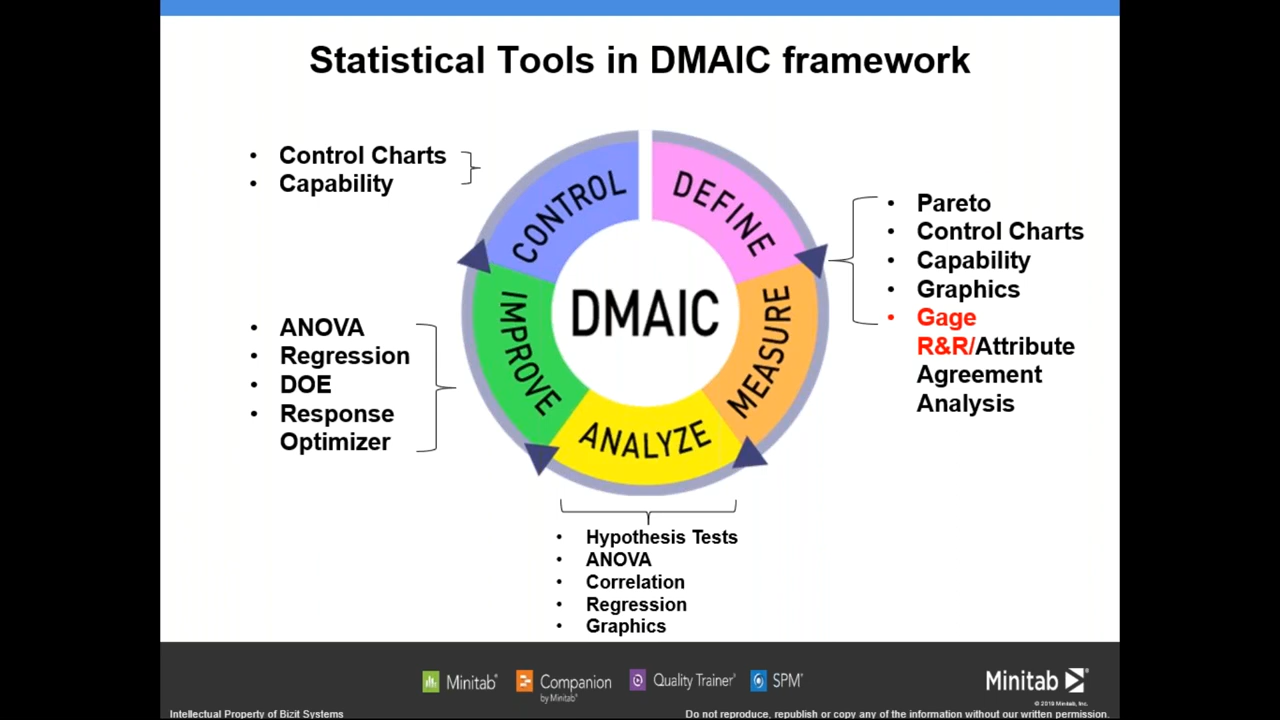 Statistical Tools in DMAIC framework
• Control Charts
• Capability
CONTROL
DEFINE
MEASURE
ANALYZE
IMPROVE
DMAIC
• Pareto
• Control Charts
• Capability
• Graphics
• Gage
R&R/Attribute
Agreement
Analysis
• ANOVA
• Regression
• DOE
• Response
Optimizer
• Hypothesis Tests
• ANOVA
• Correlation
• Regression
• Graphics
Minitab®
Companion
by Minitab®
Quality Trainer®
SPM®
Minitab®
© 2019 Minitab, Inc.
Intellectual Property of Bizit Systems
Do not reproduce, republish or copy any of the information without our written permission.